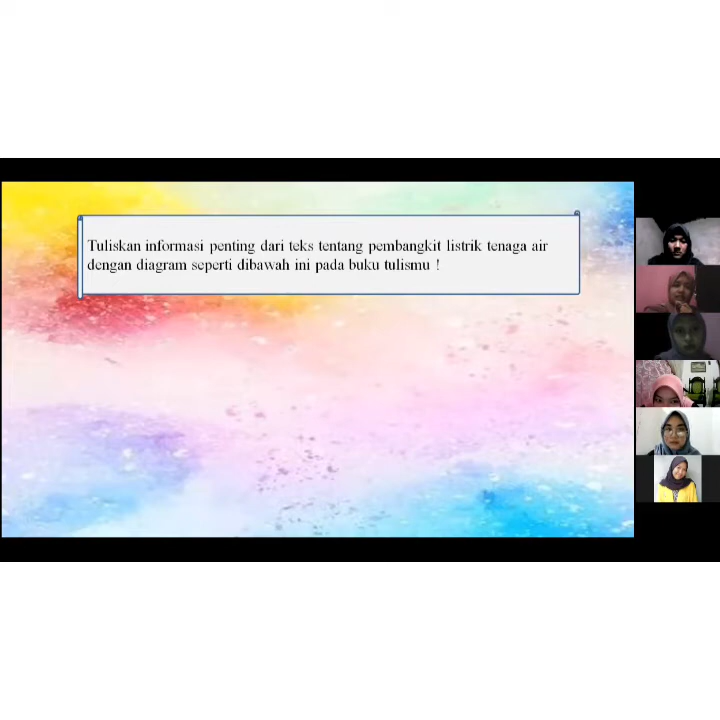 Tuliskan informasi penting dari teks tentang pembangkit listrik tenaga air
dengan diagram seperti dibawah ini pada buku tulismu !